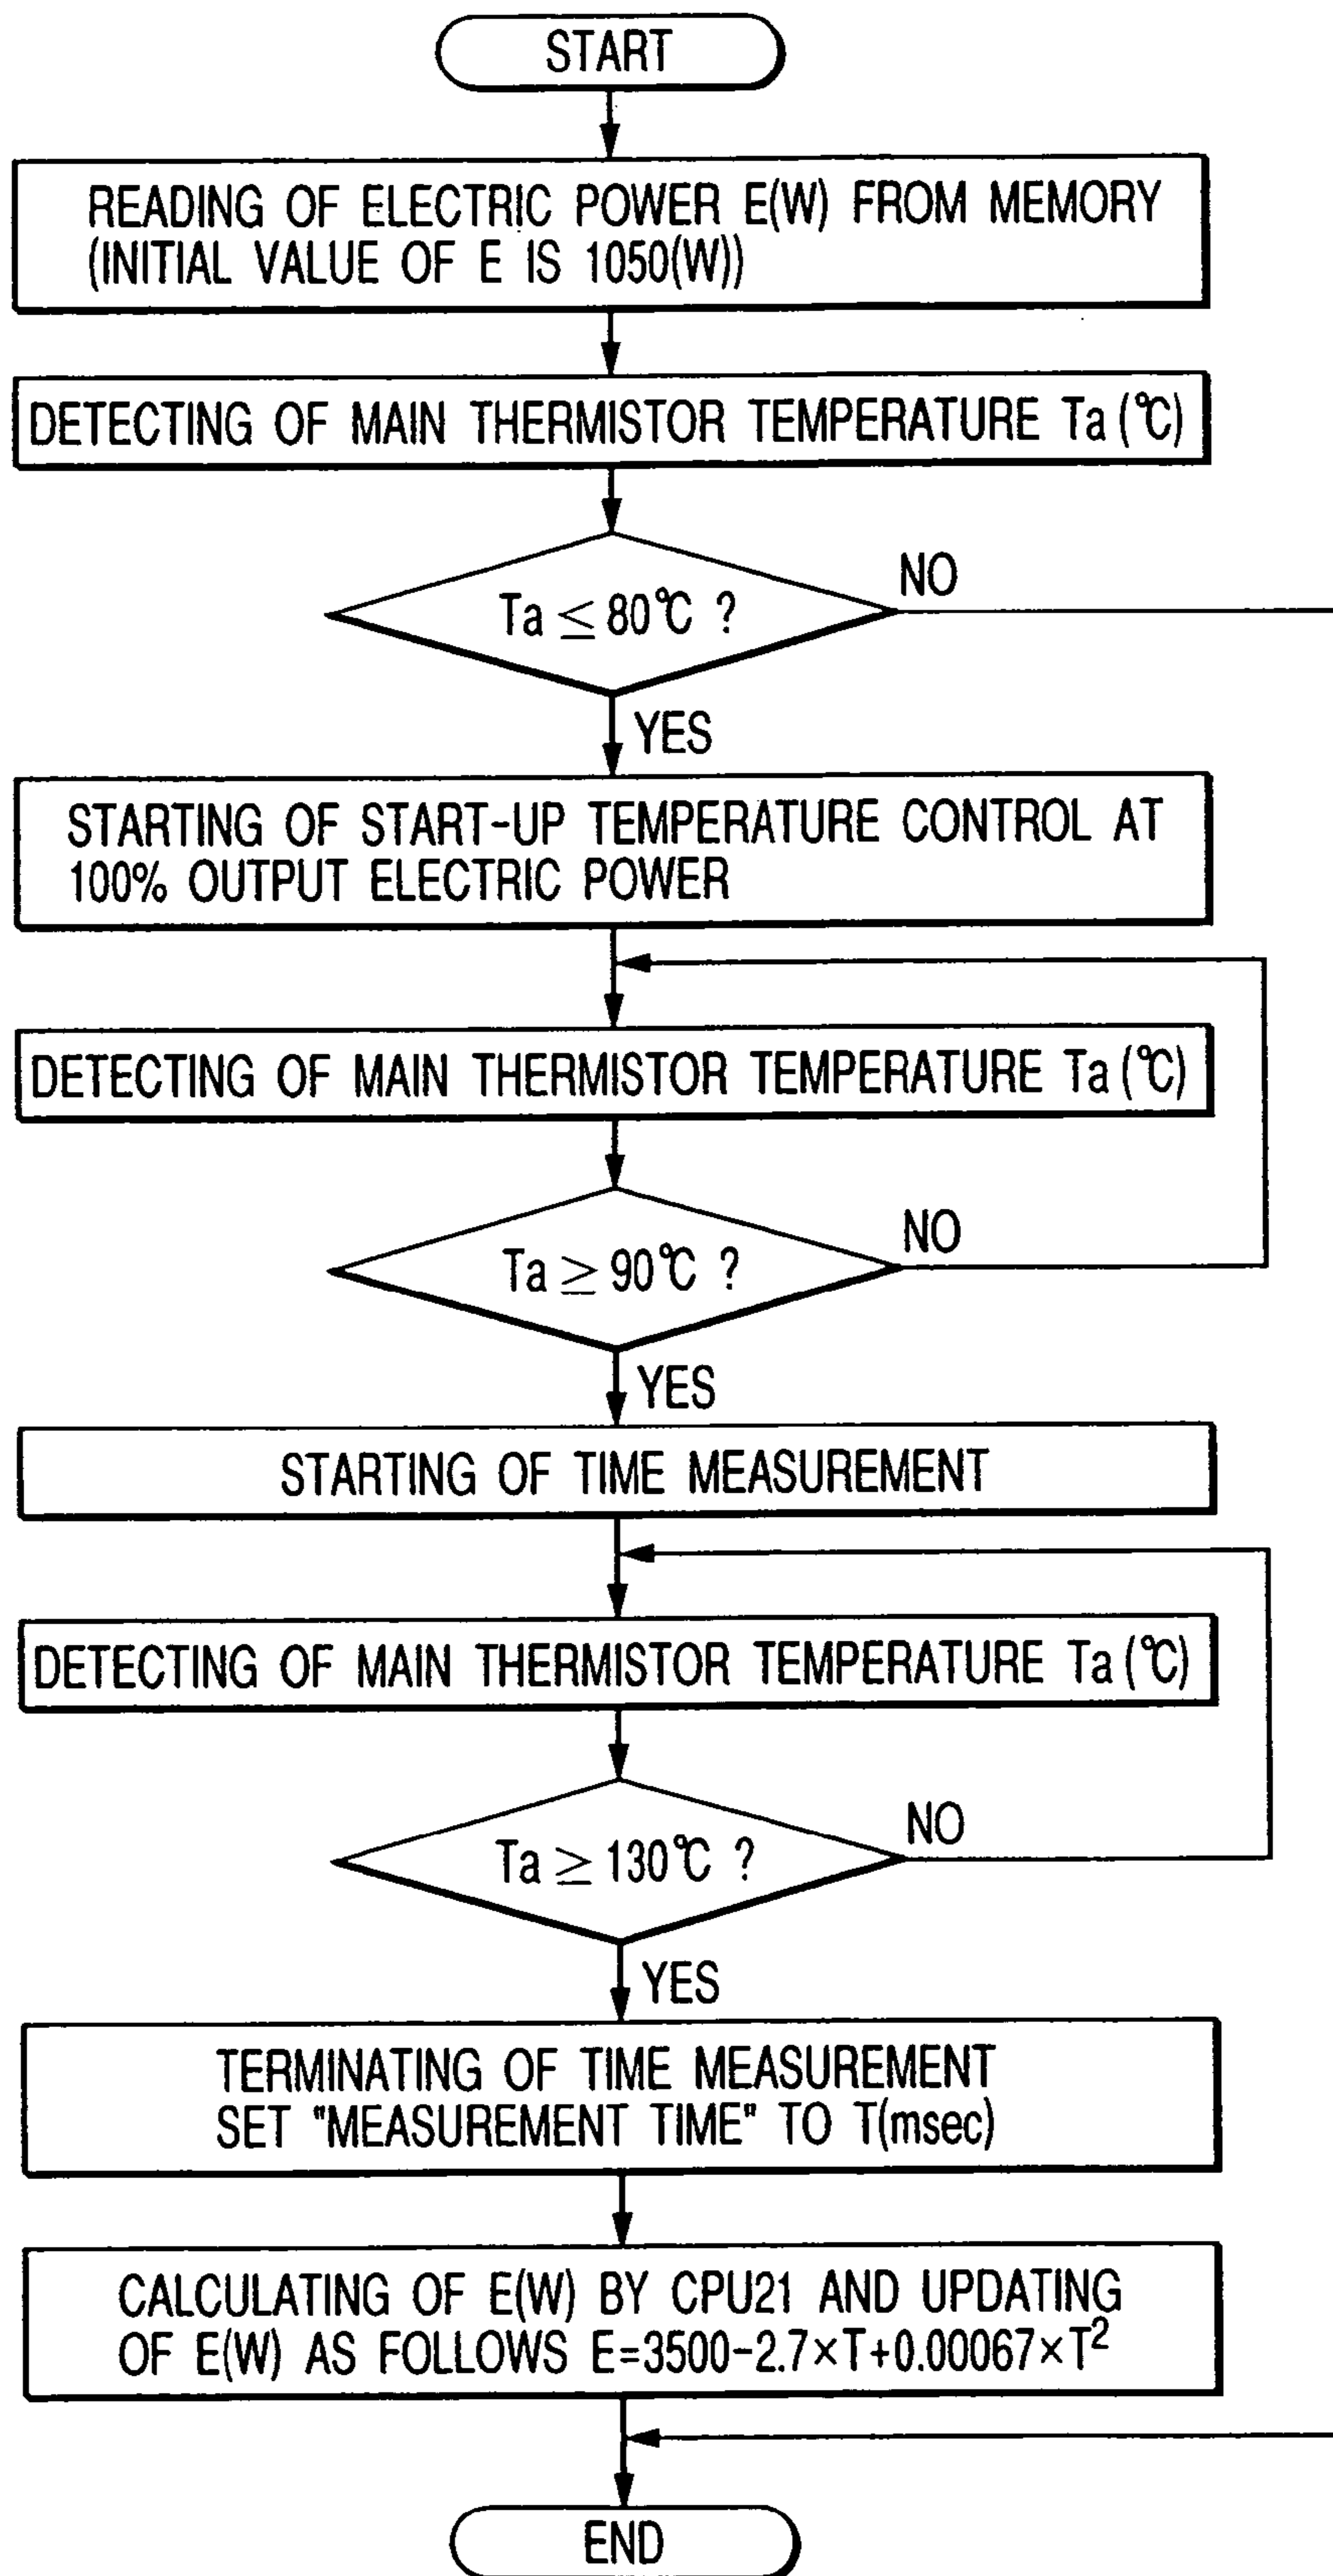 START
READING OF ELECTRIC POWER E(W) FROM MEMORY
(INITIAL VALUE OF E IS 1050(W))
DETECTING OF MAIN THERMISTOR TEMPERATURE Ta (℃)
Ta ≤ 80℃ ?
NO
YES
STARTING OF START-UP TEMPERATURE CONTROL AT
100% OUTPUT ELECTRIC POWER
DETECTING OF MAIN THERMISTOR TEMPERATURE Ta (℃)
Ta ≥ 90℃ ?
NO
YES
STARTING OF TIME MEASUREMENT
DETECTING OF MAIN THERMISTOR TEMPERATURE Ta (℃)
Ta ≥ 130℃ ?
NO
YES
TERMINATING OF TIME MEASUREMENT
SET "MEASUREMENT TIME" TO T(msec)
CALCULATING OF E(W) BY CPU21 AND UPDATING
OF E(W) AS FOLLOWS E=3500-2.7×T+0.00067×T²
END